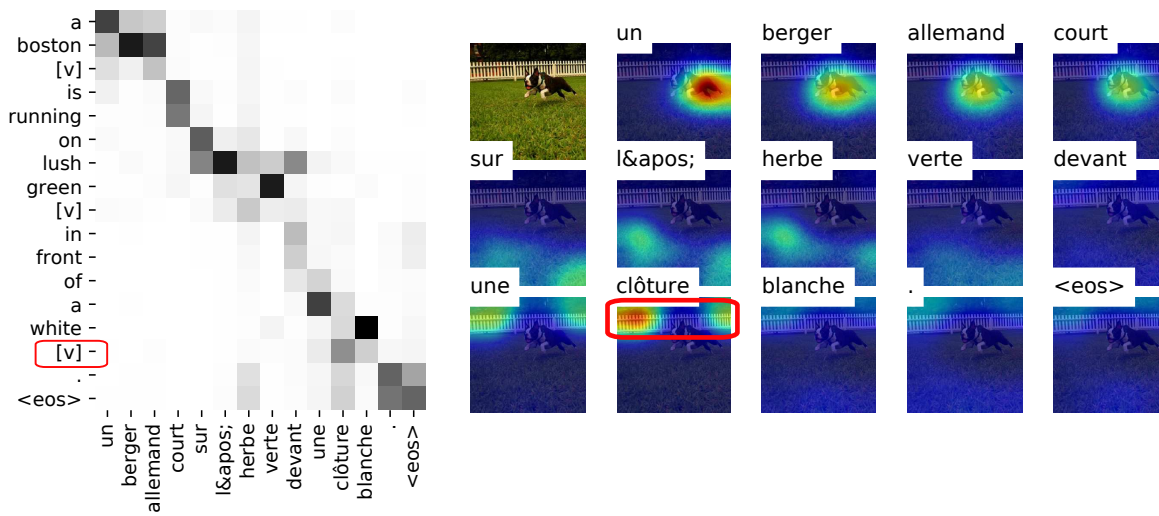 a
boston
[v]
is
running
on
lush
green
[v]
in
front
of
a
white
[v]
.
<eos>
un
berger
allemand
court
sur
l&apos;
herbe
verte
devant
une
clôture
blanche
.
<eos>
un berger allemand court
sur l&apos; herbe verte devant
une clôture blanche . <eos>